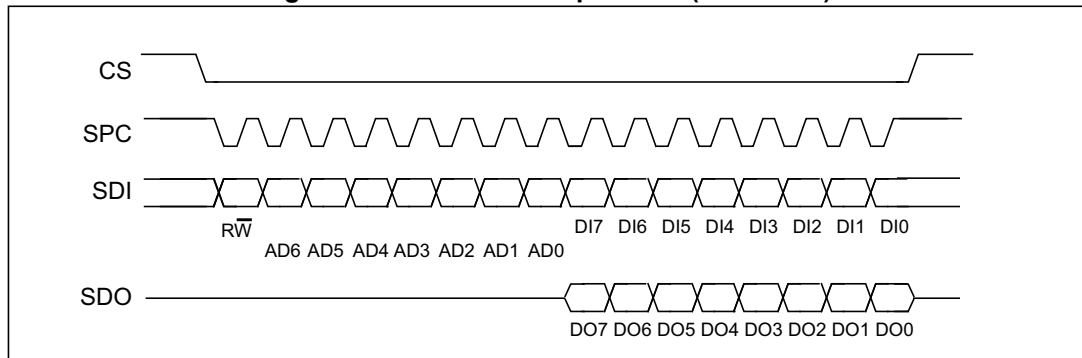 CS
SPC
SDI
RW̅
DI7 DI6 DI5 DI4 DI3 DI2 DI1 DI0
AD6 AD5 AD4 AD3 AD2 AD1 AD0
SDO
DO7 DO6 DO5 DO4 DO3 DO2 DO1 DO0